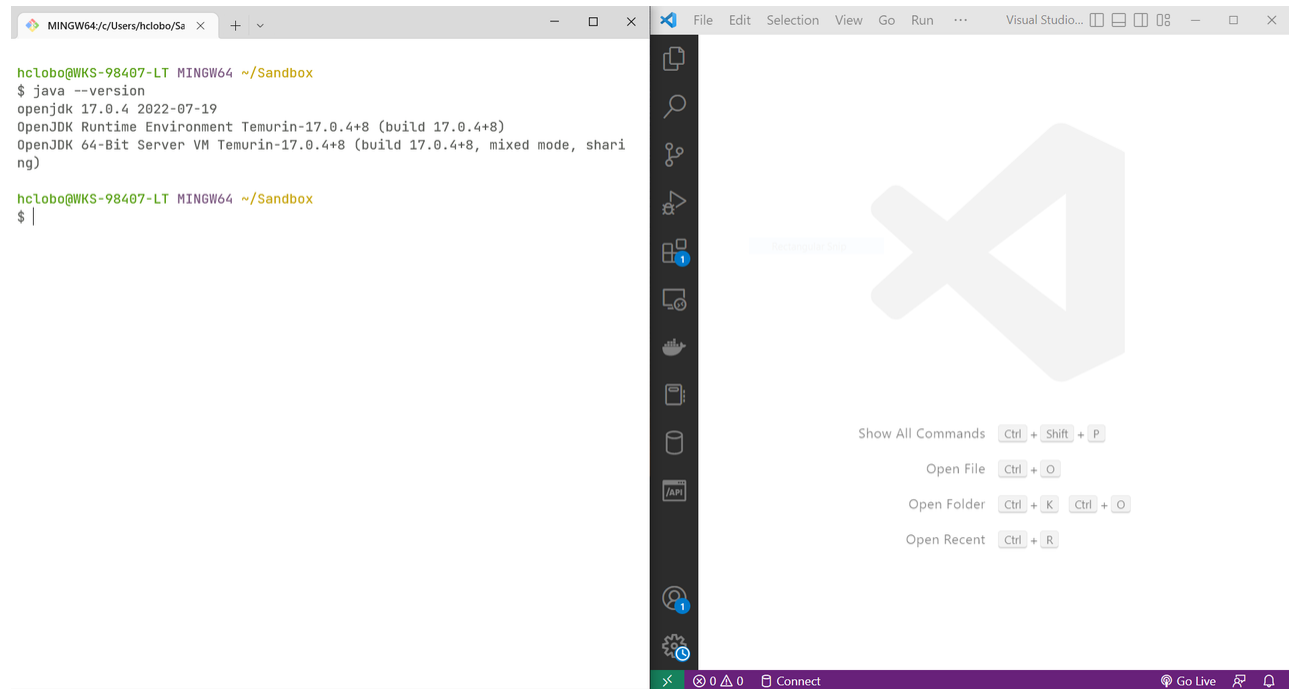 MINGW64:/c/Users/hclobo/Sa
hclobo@WKS-98407-LT MINGW64 ~/Sandbox
$ java --version
openjdk 17.0.4 2022-07-19
OpenJDK Runtime Environment Temurin-17.0.4+8 (build 17.0.4+8)
OpenJDK 64-Bit Server VM Temurin-17.0.4+8 (build 17.0.4+8, mixed mode, shari
ng)
hclobo@WKS-98407-LT MINGW64 ~/Sandbox
$
File Edit Selection View Go Run ··· Visual Studio...
1
/API
1
Show All Commands Ctrl + Shift + P
Open File Ctrl + O
Open Folder Ctrl + K Ctrl + O
Open Recent Ctrl + R
0 0 Connect Go Live